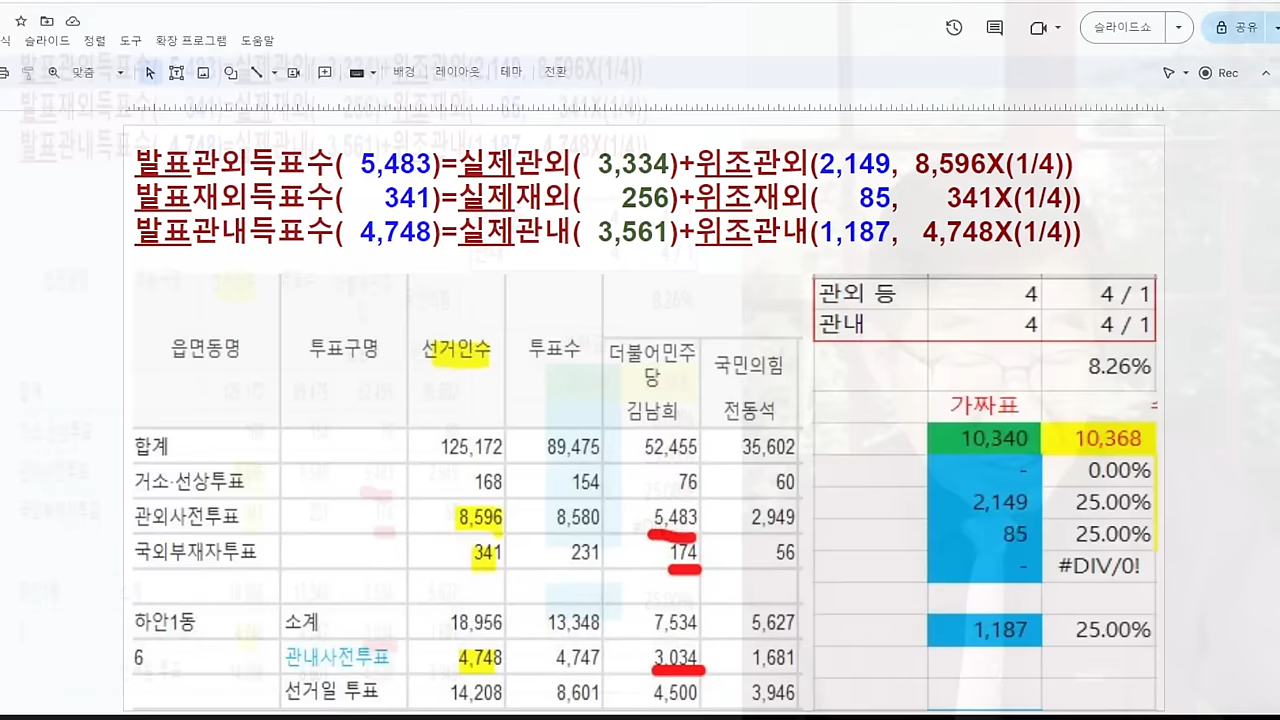 식 슬라이드 정렬 도구 확장 프로그램 도움말
슬라이드쇼
공유
맞춤
배경 레이아웃 테마 전환
Rec
발표관외득표수( 5,483)=실제관외( 3,334)+위조관외(2,149, 8,596X(1/4))
발표재외득표수( 341)=실제재외( 256)+위조재외( 85, 341X(1/4))
발표관내득표수( 4,748)=실제관내( 3,561)+위조관내(1,187, 4,748X(1/4))
읍면동명 투표구명 선거인수 투표수 더불어민주당 김남희 국민의힘 전동석
합계 125,172 89,475 52,455 35,602
거소·선상투표 168 154 76 60
관외사전투표 8,596 8,580 5,483 2,949
국외부재자투표 341 231 174 56
하안1동 소계 18,956 13,348 7,534 5,627
6 관내사전투표 4,748 4,747 3,034 1,681
선거일 투표 14,208 8,601 4,500 3,946
관외 등 4 4 / 1
관내 4 4 / 1
8.26%
가짜표
10,340 10,368
- 0.00%
2,149 25.00%
85 25.00%
- #DIV/0!
1,187 25.00%